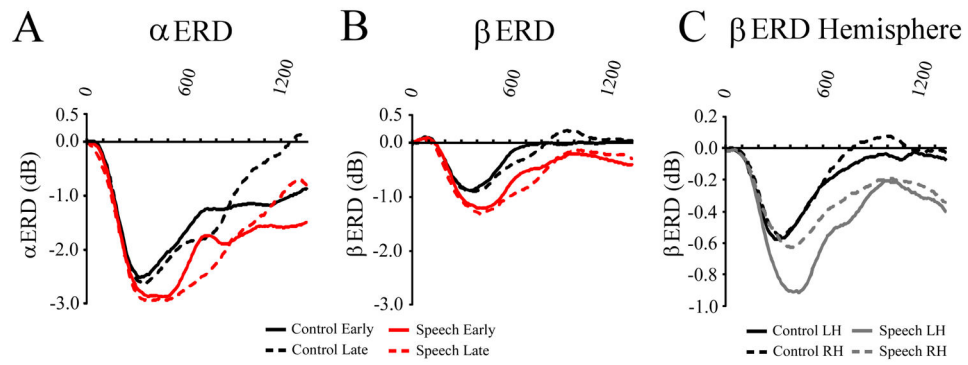 A αERD
0 600 1200
0.5
0.0
-1.0
-2.0
-3.0
αERD (dB)
B βERD
0 600 1200
0.5
0.0
-1.0
-2.0
-3.0
βERD (dB)
C βERD Hemisphere
0 600 1200
0.2
0.0
-0.2
-0.4
-0.6
-0.8
-1.0
βERD (dB)
Control Early Speech Early
Control Late Speech Late
Control LH Speech LH
Control RH Speech RH